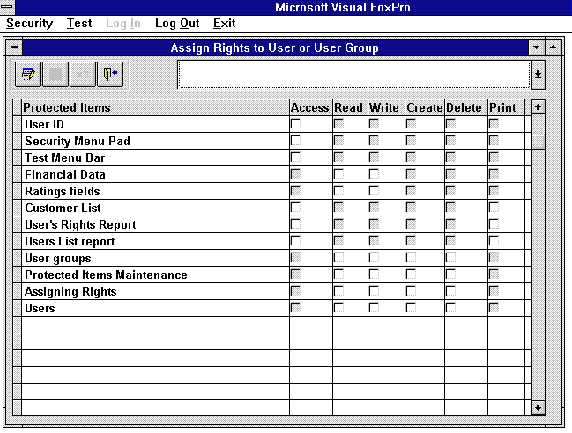 Microsoft Visual FoxPro
Security Test Log In Log Out Exit
Assign Rights to User or User Group
Protected Items Access Read Write Create Delete Print
User ID
Security Menu Pad
Test Menu Bar
Financial Data
Ratings fields
Customer List
User's Rights Report
Users List report
User groups
Protected Items Maintenance
Assigning Rights
Users